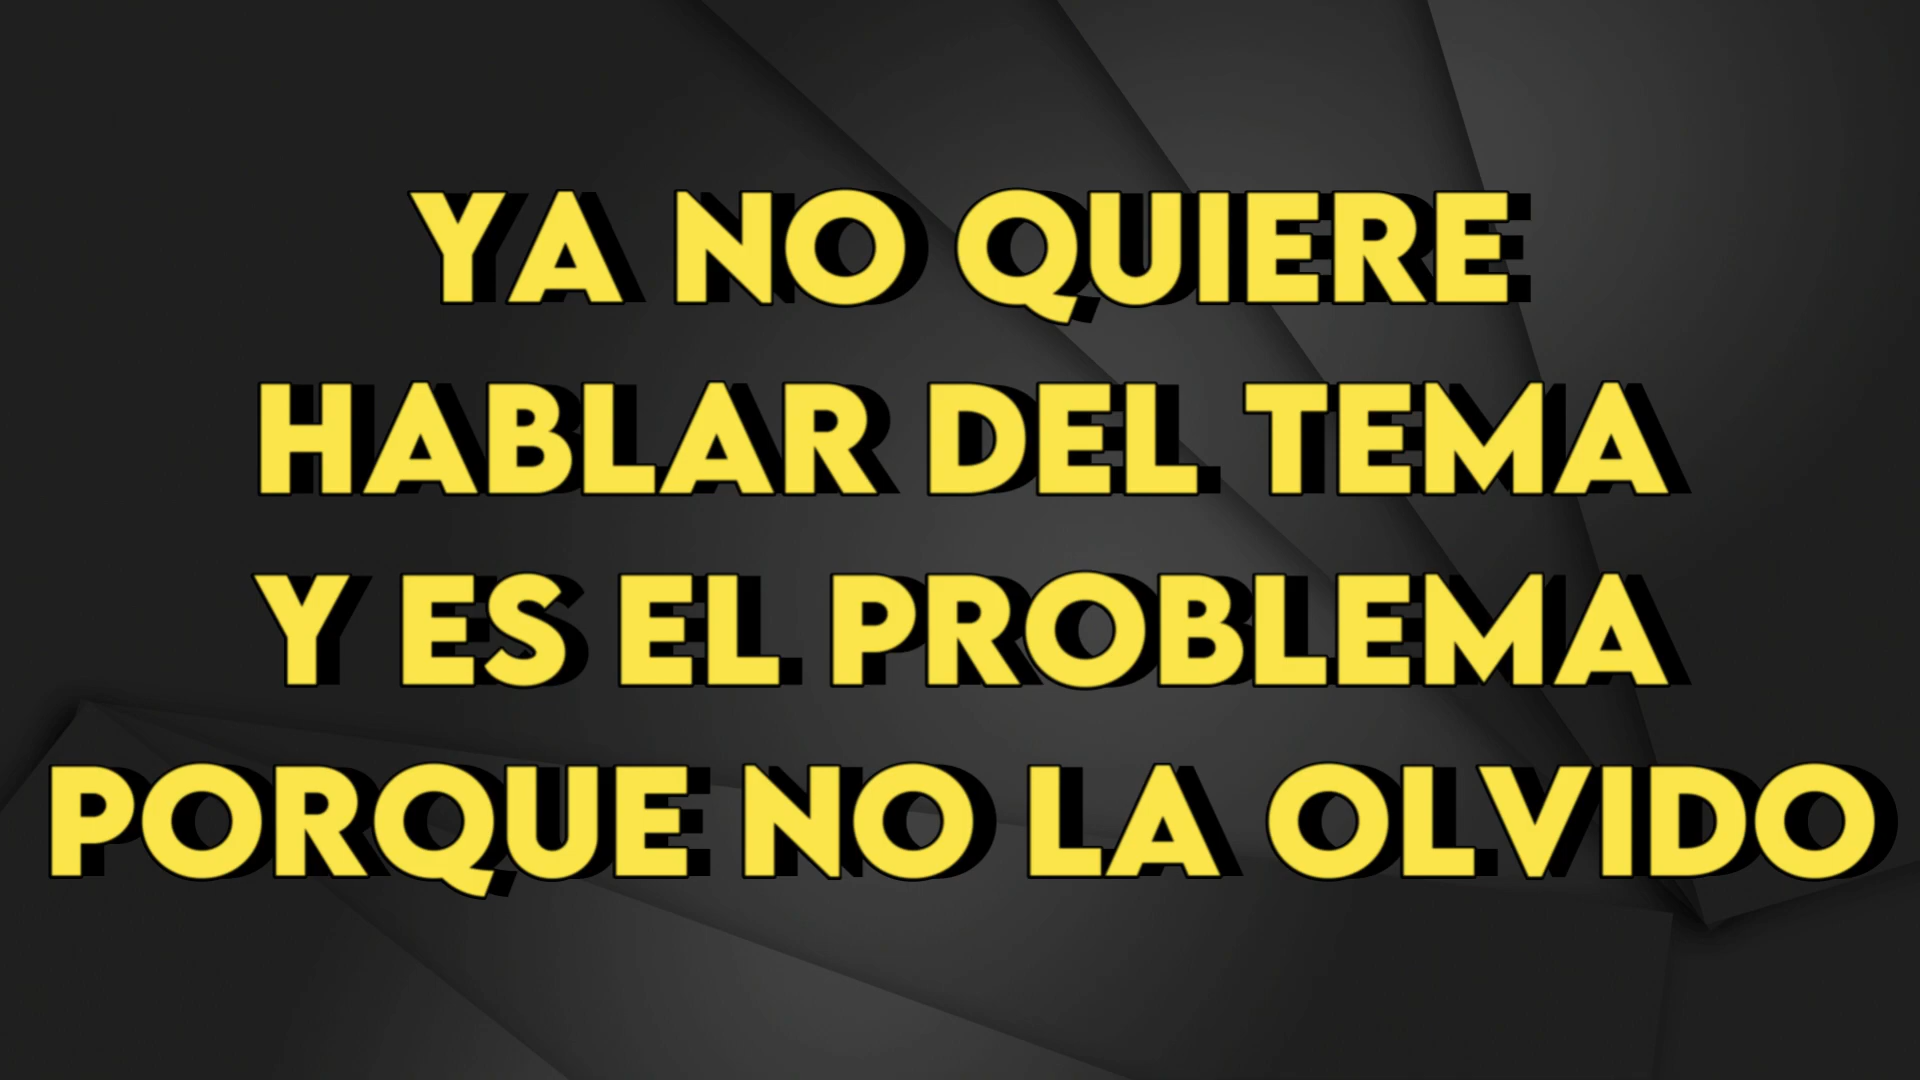 YA NO QUIERE
HABLAR DEL TEMA
Y ES EL PROBLEMA
PORQUE NO LA OLVIDO